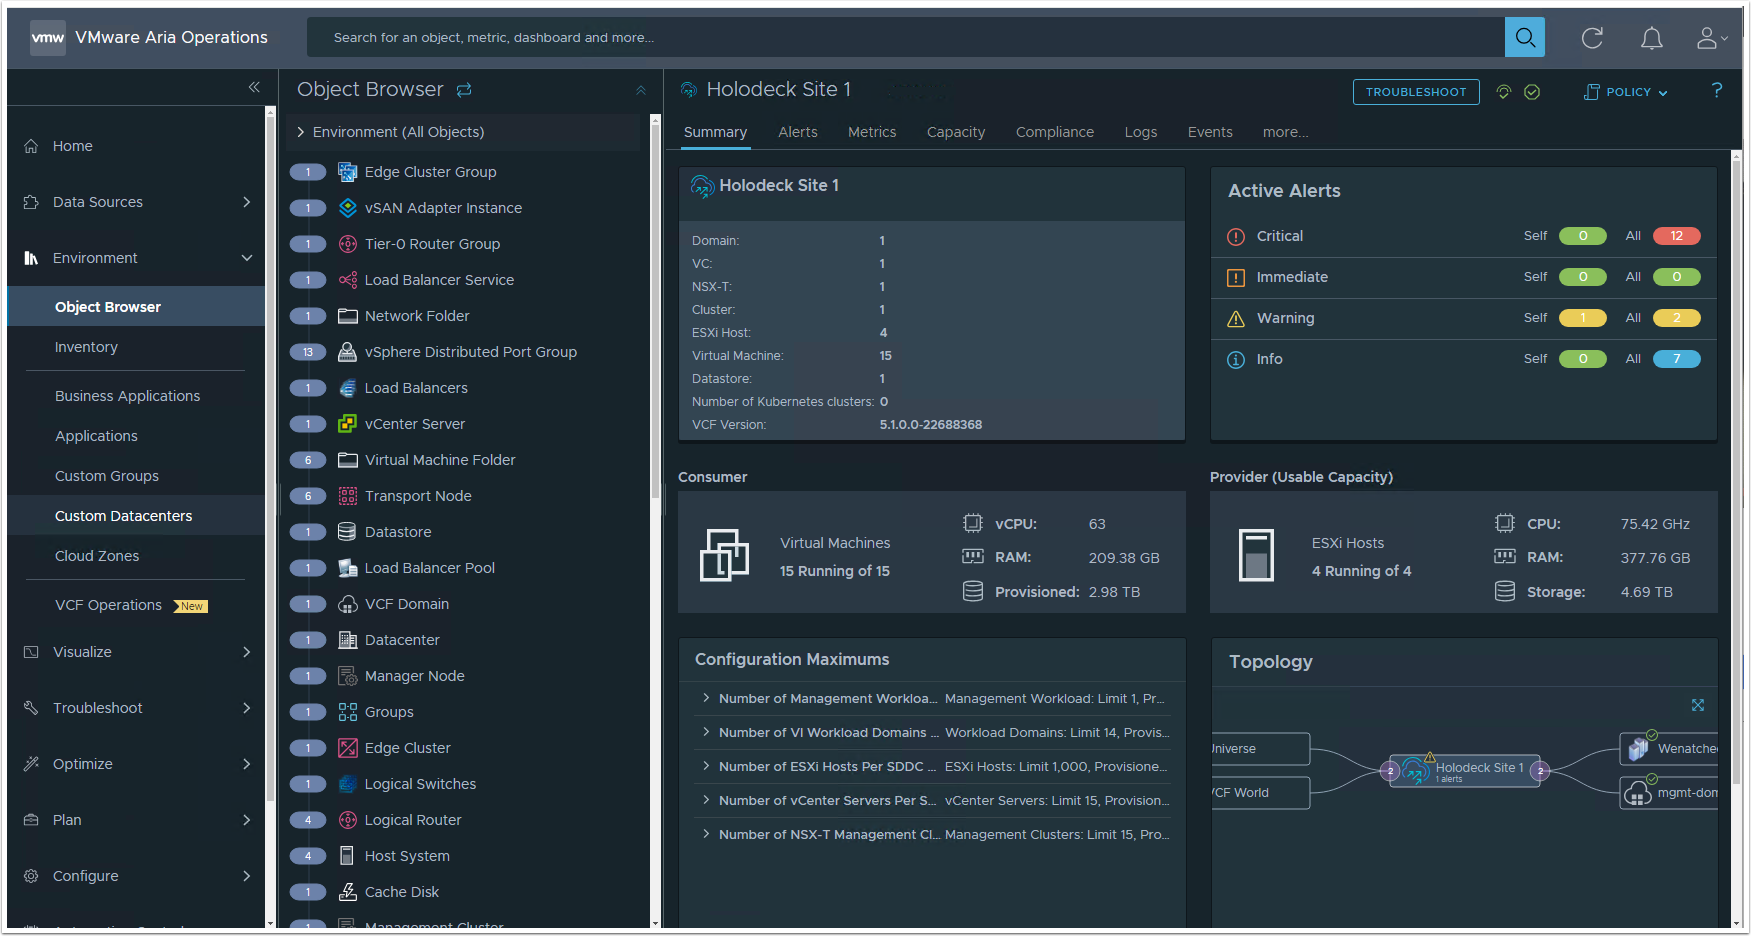 vmw VMware Aria Operations
Search for an object, metric, dashboard and more...
Home
Data Sources
Environment
Object Browser
Inventory
Business Applications
Applications
Custom Groups
Custom Datacenters
Cloud Zones
VCF Operations New
Visualize
Troubleshoot
Optimize
Plan
Configure
Object Browser
Environment (All Objects)
1 Edge Cluster Group
1 vSAN Adapter Instance
1 Tier-0 Router Group
1 Load Balancer Service
1 Network Folder
13 vSphere Distributed Port Group
1 Load Balancers
1 vCenter Server
6 Virtual Machine Folder
6 Transport Node
1 Datastore
1 Load Balancer Pool
1 VCF Domain
1 Datacenter
1 Manager Node
1 Groups
1 Edge Cluster
1 Logical Switches
4 Logical Router
4 Host System
1 Cache Disk
1 Management Cluster
Holodeck Site 1
TROUBLESHOOT
POLICY
?
Summary Alerts Metrics Capacity Compliance Logs Events more...
Holodeck Site 1
Domain: 1
VC: 1
NSX-T: 1
Cluster: 1
ESXi Host: 4
Virtual Machine: 15
Datastore: 1
Number of Kubernetes clusters: 0
VCF Version: 5.1.0.0-22688368
Active Alerts
Critical Self 0 All 12
Immediate Self 0 All 0
Warning Self 1 All 2
Info Self 0 All 7
Consumer
Virtual Machines
15 Running of 15
vCPU: 63
RAM: 209.38 GB
Provisioned: 2.98 TB
Provider (Usable Capacity)
ESXi Hosts
4 Running of 4
CPU: 75.42 GHz
RAM: 377.76 GB
Storage: 4.69 TB
Configuration Maximums
Number of Management Workloa... Management Workload: Limit 1, Pr...
Number of VI Workload Domains ... Workload Domains: Limit 14, Provis...
Number of ESXi Hosts Per SDDC ... ESXi Hosts: Limit 1,000, Provisione...
Number of vCenter Servers Per S... vCenter Servers: Limit 15, Provision...
Number of NSX-T Management Cl... Management Clusters: Limit 15, Pro...
Topology
Universe
VCF World
2 Holodeck Site 1 2
1 alerts
Wenatche
mgmt-dom